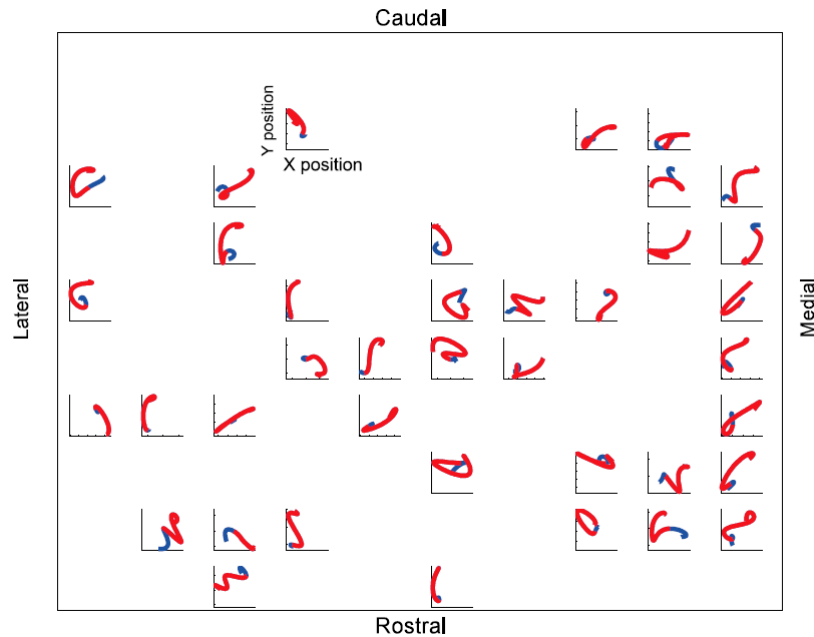 Caudal
Y position
X position
Lateral
Medial
Rostral